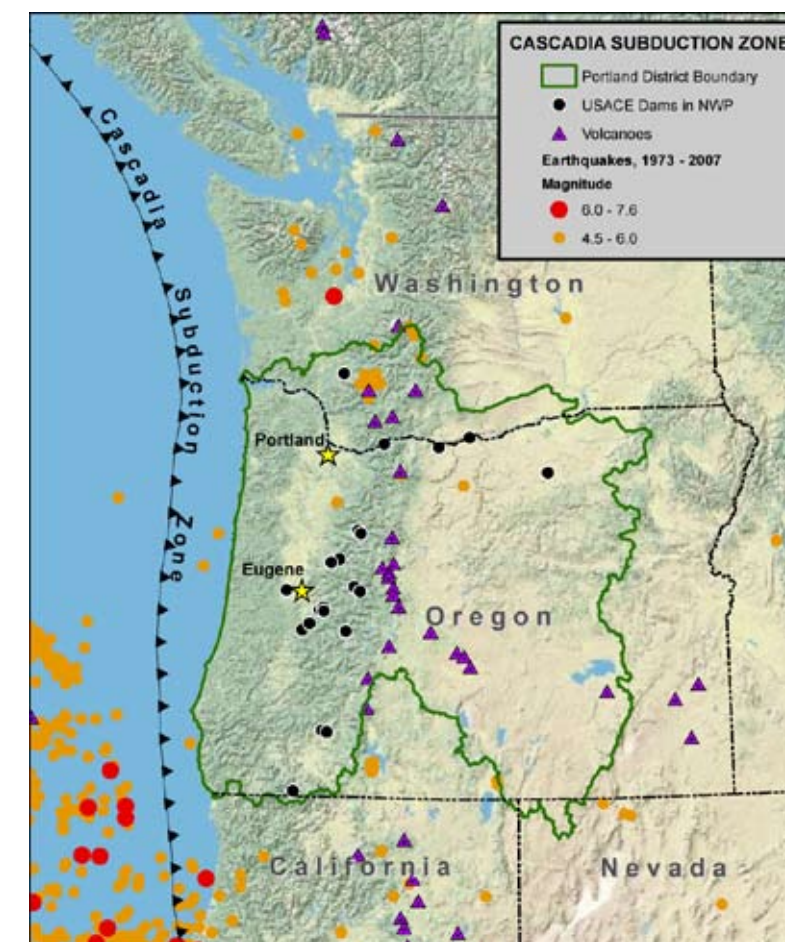 CASCADIA SUBDUCTION ZONE
Portland District Boundary
USACE Dams in NWP
Volcanoes
Earthquakes, 1973 - 2007
Magnitude
6.0 - 7.6
4.5 - 6.0
Cascadia
Subduction
Zone
Washington
Portland
Eugene
Oregon
California
Nevada